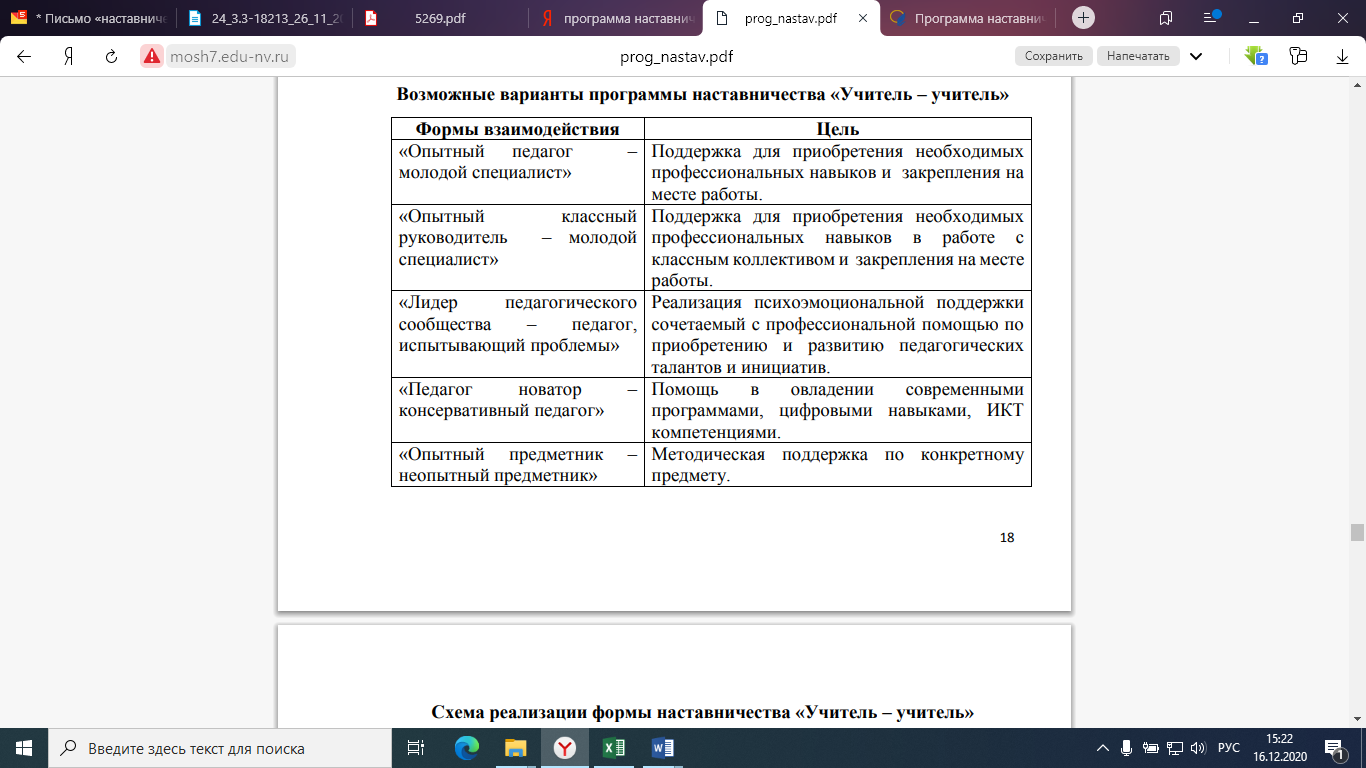 * Письмо «наставниче
24_3.3-18213_26_11_20
5269.pdf
программа наставнич
prog_nastav.pdf
Программа наставнич
mosh7.edu-nv.ru
prog_nastav.pdf
Сохранить
Напечатать
Возможные варианты программы наставничества «Учитель – учитель»
Формы взаимодействия
Цель
«Опытный педагог –
молодой специалист»
Поддержка для приобретения необходимых
профессиональных навыков и закрепления на
месте работы.
«Опытный классный
руководитель – молодой
специалист»
Поддержка для приобретения необходимых
профессиональных навыков в работе с
классным коллективом и закрепления на месте
работы.
«Лидер педагогического
сообщества – педагог,
испытывающий проблемы»
Реализация психоэмоциональной поддержки
сочетаемый с профессиональной помощью по
приобретению и развитию педагогических
талантов и инициатив.
«Педагог новатор –
консервативный педагог»
Помощь в овладении современными
программами, цифровыми навыками, ИКТ
компетенциями.
«Опытный предметник –
неопытный предметник»
Методическая поддержка по конкретному
предмету.
18
Схема реализации формы наставничества «Учитель – учитель»
Введите здесь текст для поиска
РУС
15:22
16.12.2020
1